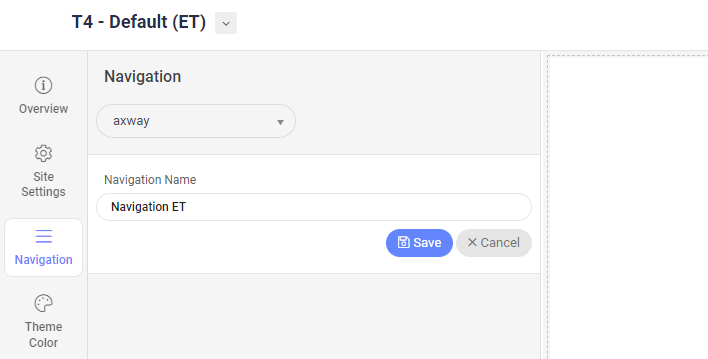 T4 - Default (ET)
Navigation
axway
Overview
Site
Settings
Navigation Name
Navigation ET
Save
Cancel
Navigation
Theme
Color